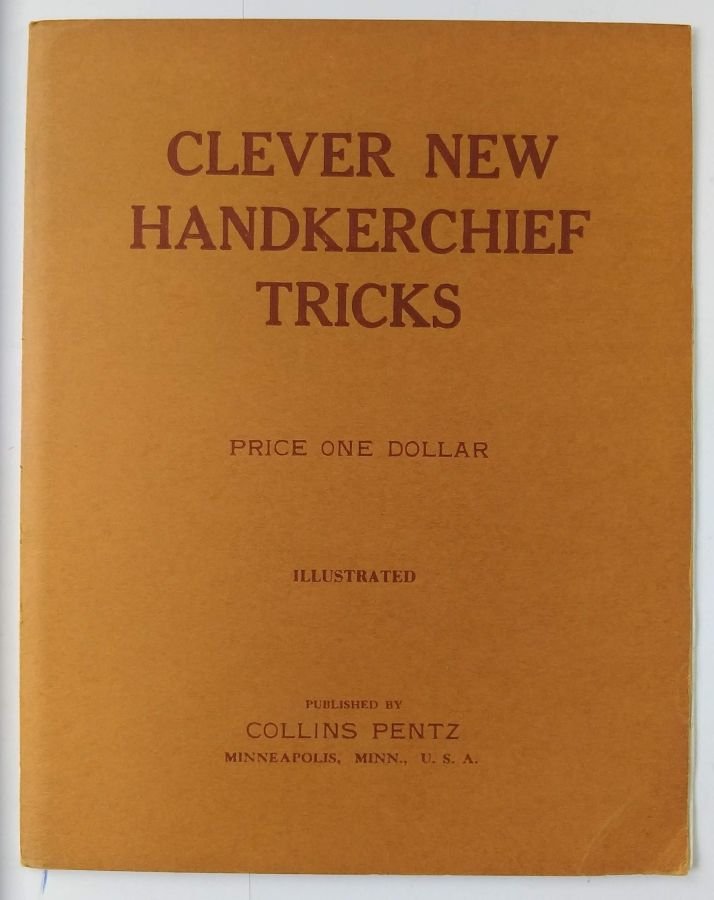 CLEVER NEW
HANDKERCHIEF
TRICKS
PRICE ONE DOLLAR
ILLUSTRATED
PUBLISHED BY
COLLINS PENTZ
MINNEAPOLIS, MINN., U. S. A.